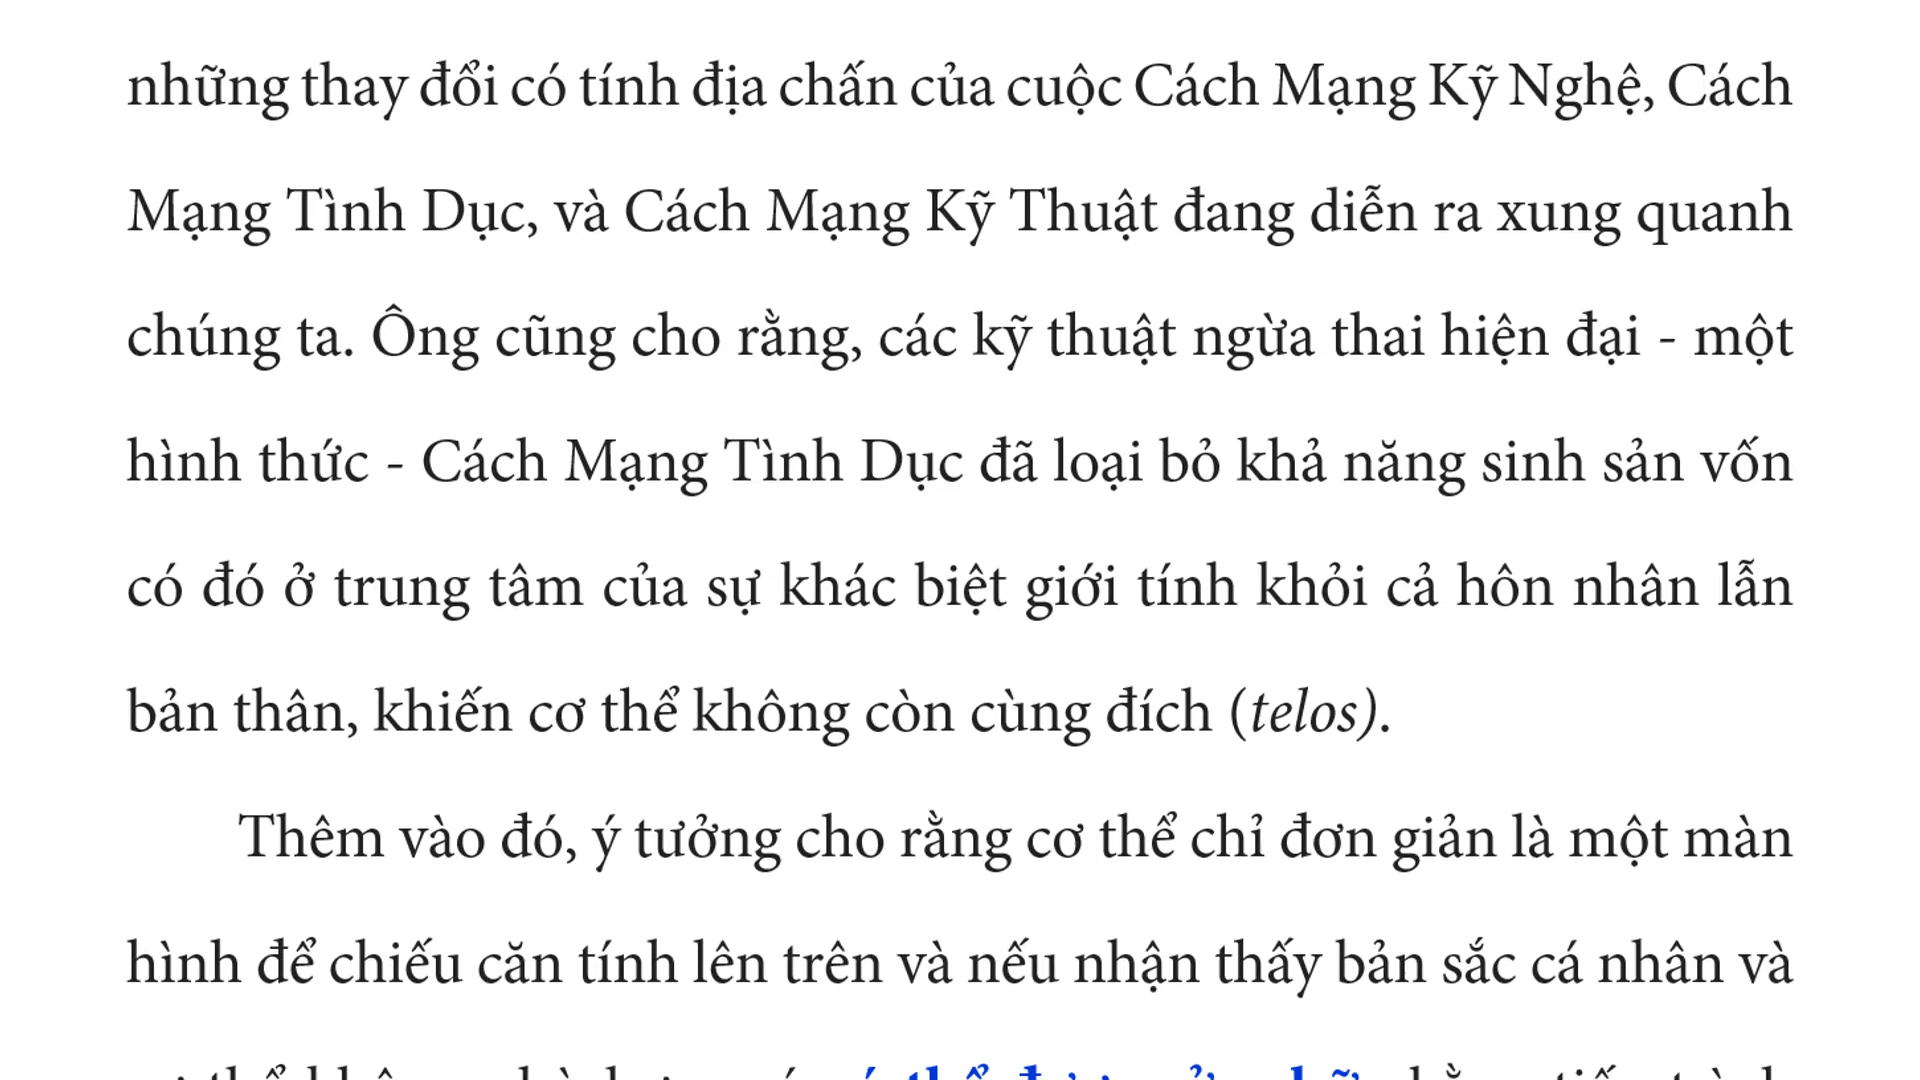 những thay đổi có tính địa chấn của cuộc Cách Mạng Kỹ Nghệ, Cách
Mạng Tình Dục, và Cách Mạng Kỹ Thuật đang diễn ra xung quanh
chúng ta. Ông cũng cho rằng, các kỹ thuật ngừa thai hiện đại - một
hình thức - Cách Mạng Tình Dục đã loại bỏ khả năng sinh sản vốn
có đó ở trung tâm của sự khác biệt giới tính khỏi cả hôn nhân lẫn
bản thân, khiến cơ thể không còn cùng đích (telos).
Thêm vào đó, ý tưởng cho rằng cơ thể chỉ đơn giản là một màn
hình để chiếu căn tính lên trên và nếu nhận thấy bản sắc cá nhân và